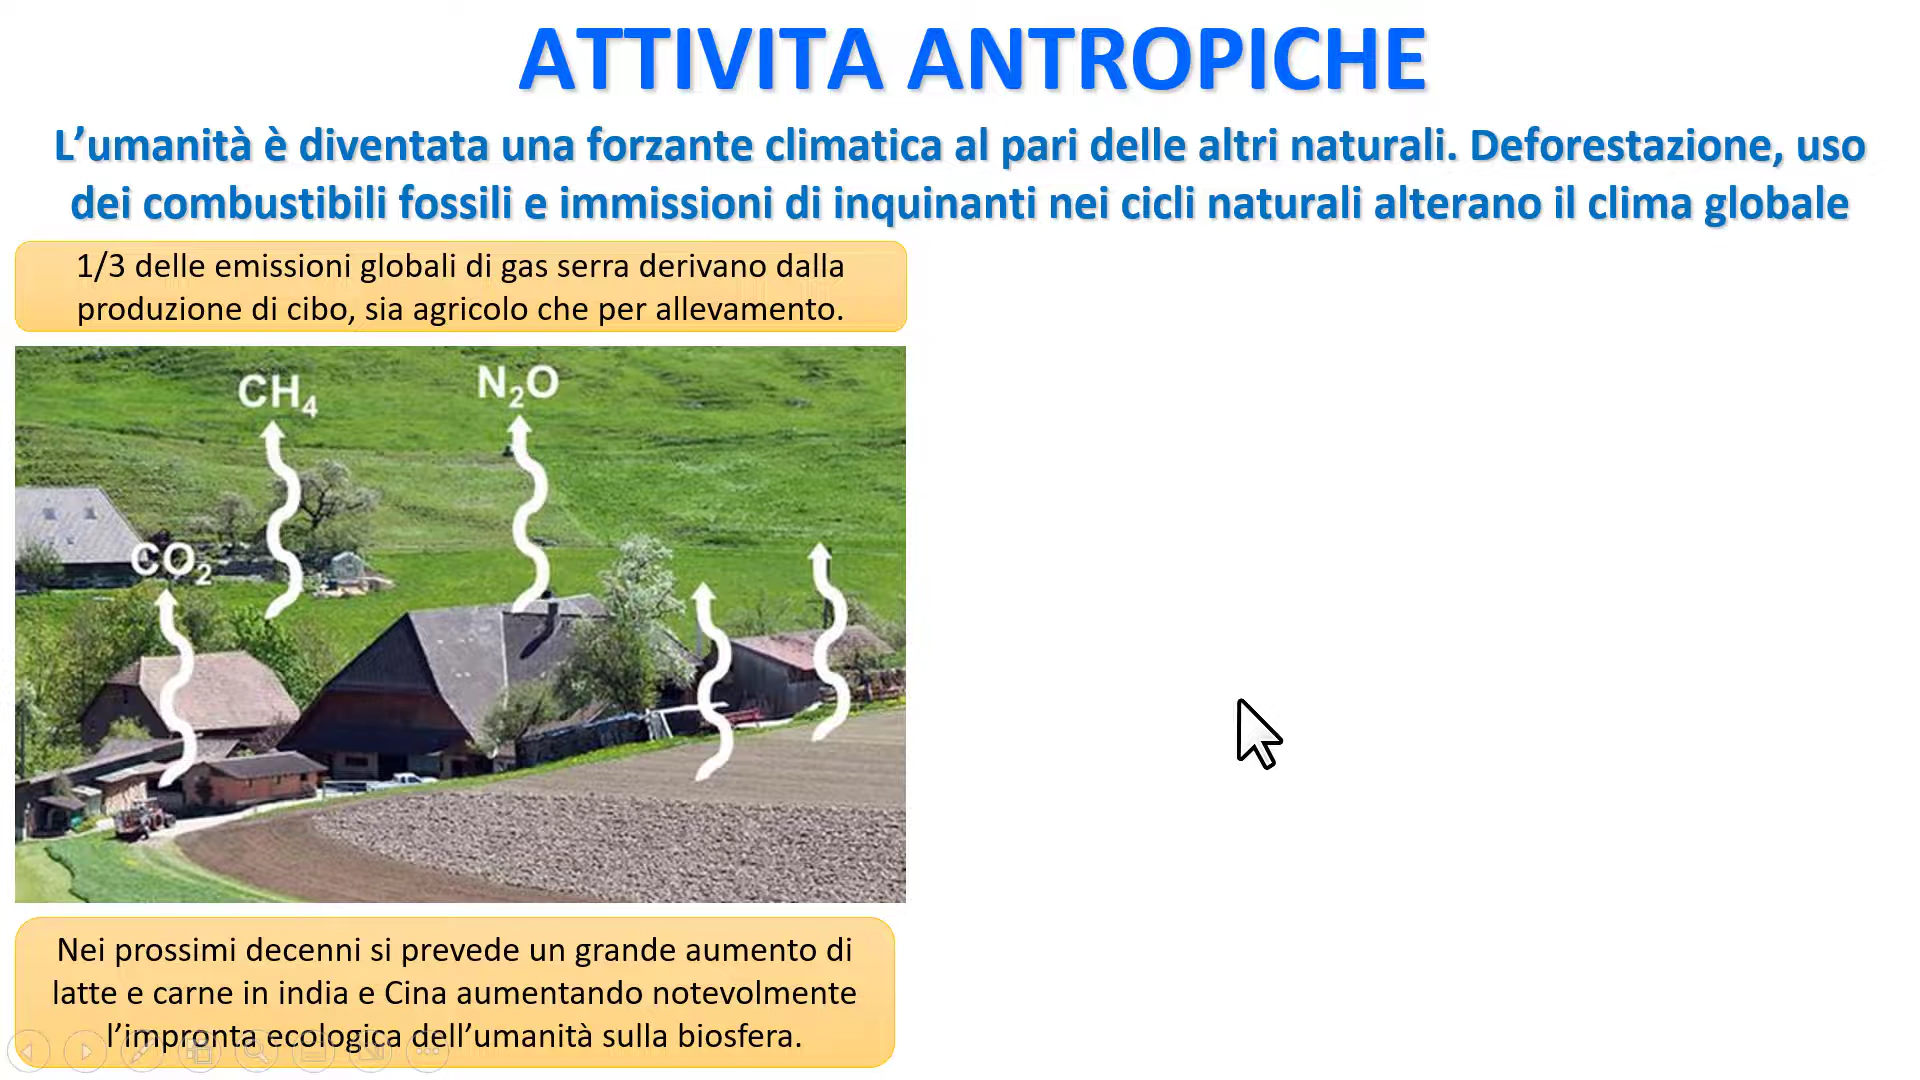 ATTIVITA ANTROPICHE
L’umanità è diventata una forzante climatica al pari delle altri naturali. Deforestazione, uso
dei combustibili fossili e immissioni di inquinanti nei cicli naturali alterano il clima globale
1/3 delle emissioni globali di gas serra derivano dalla
produzione di cibo, sia agricolo che per allevamento.
CH₄
N₂O
CO₂
Nei prossimi decenni si prevede un grande aumento di
latte e carne in india e Cina aumentando notevolmente
l’impronta ecologica dell’umanità sulla biosfera.